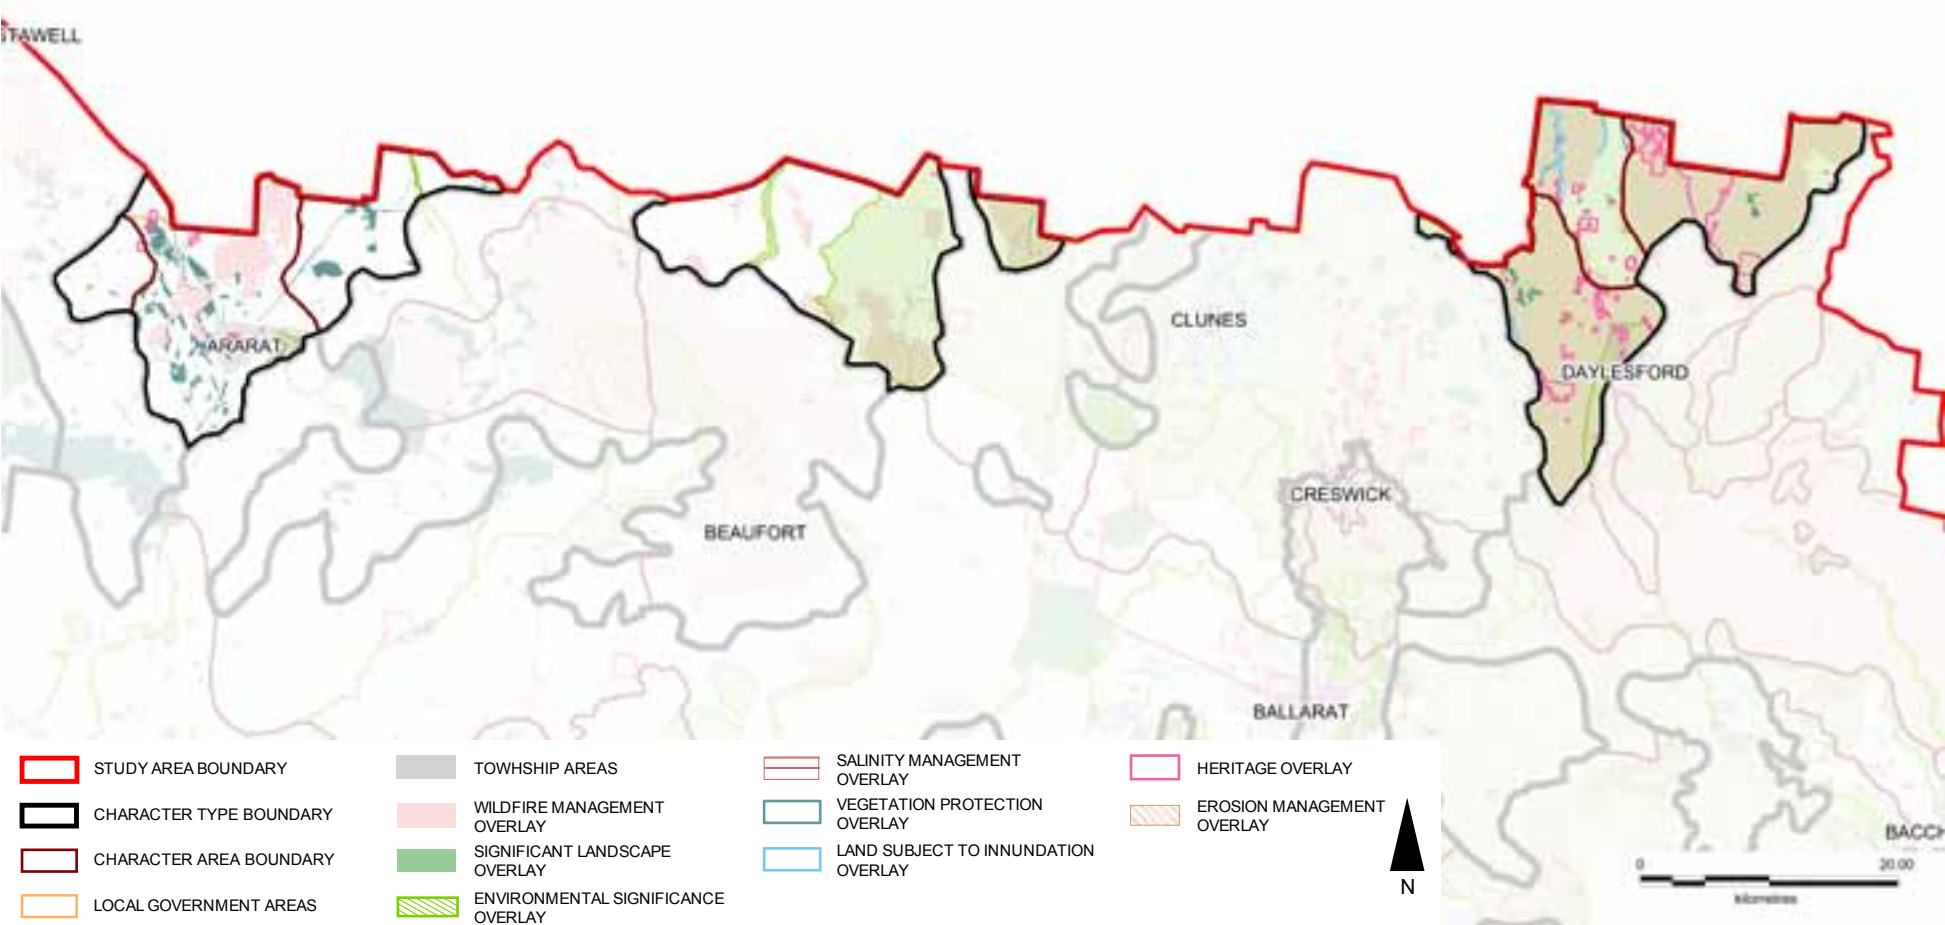 STAWELL
CLUNES
ARARAT
DAYLESFORD
CRESWICK
BEAUFORT
BALLARAT
STUDY AREA BOUNDARY
CHARACTER TYPE BOUNDARY
CHARACTER AREA BOUNDARY
LOCAL GOVERNMENT AREAS
TOWHSHIP AREAS
WILDFIRE MANAGEMENT
OVERLAY
SIGNIFICANT LANDSCAPE
OVERLAY
ENVIRONMENTAL SIGNIFICANCE
OVERLAY
SALINITY MANAGEMENT
OVERLAY
VEGETATION PROTECTION
OVERLAY
LAND SUBJECT TO INNUNDATION
OVERLAY
HERITAGE OVERLAY
EROSION MANAGEMENT
OVERLAY
N
BACCH
0 20.00
kilometres